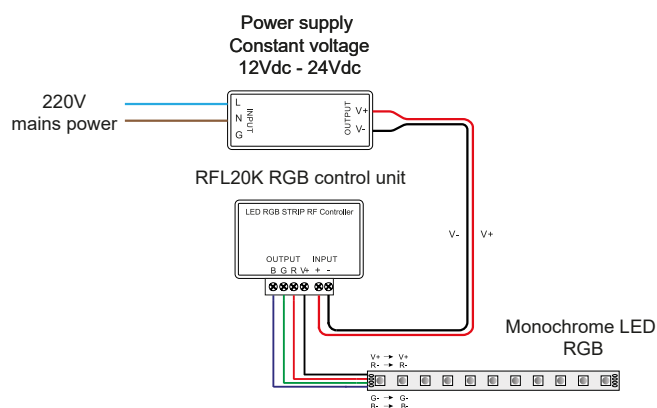 Power supply
Constant voltage
12Vdc - 24Vdc
220V
mains power
L
N
G
INPUT
OUTPUT
V+
V-
RFL20K RGB control unit
LED RGB STRIP RF Controller
OUTPUT INPUT
B G R V+ + -
V- V+
Monochrome LED
RGB
V+ → V+
R- → R-
G- → G-
B- → B-